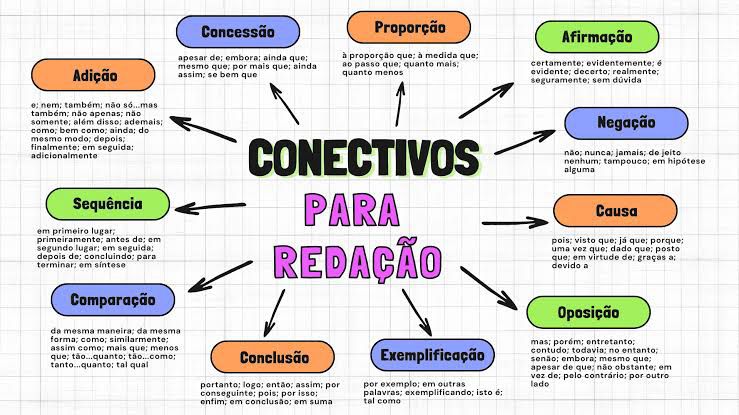 CONECTIVOS
PARA
REDAÇÃO
Adição
e; nem; também; não só...mas
também; não apenas; não
somente; além disso; ademais;
como; bem como; ainda; do
mesmo modo; depois;
finalmente; em seguida;
adicionalmente
Concessão
apesar de; embora; ainda que;
mesmo que; por mais que; ainda
assim; se bem que
Proporção
à proporção que; à medida que;
ao passo que; quanto mais;
quanto menos
Afirmação
certamente; evidentemente; é
evidente; decerto; realmente;
seguramente; sem dúvida
Negação
não; nunca; jamais; de jeito
nenhum; tampouco; em hipótese
alguma
Causa
pois; visto que; já que; porque;
uma vez que; dado que; posto
que; em virtude de; graças a;
devido a
Oposição
mas; porém; entretanto;
contudo; todavia; no entanto;
senão; embora; mesmo que;
apesar de que; não obstante; em
vez de; pelo contrário; por outro
lado
Exemplificação
por exemplo; em outras
palavras; exemplificando; isto é;
tal como
Conclusão
portanto; logo; então; assim; por
conseguinte; pois; por isso;
enfim; em conclusão; em suma
Comparação
da mesma maneira; da mesma
forma; como; similarmente;
assim como; mais que; menos
que; tão...quanto; tão...como;
tanto...quanto; tal qual
Sequência
em primeiro lugar;
primeiramente; antes de; em
segundo lugar; em seguida;
depois de; concluindo; para
terminar; em síntese